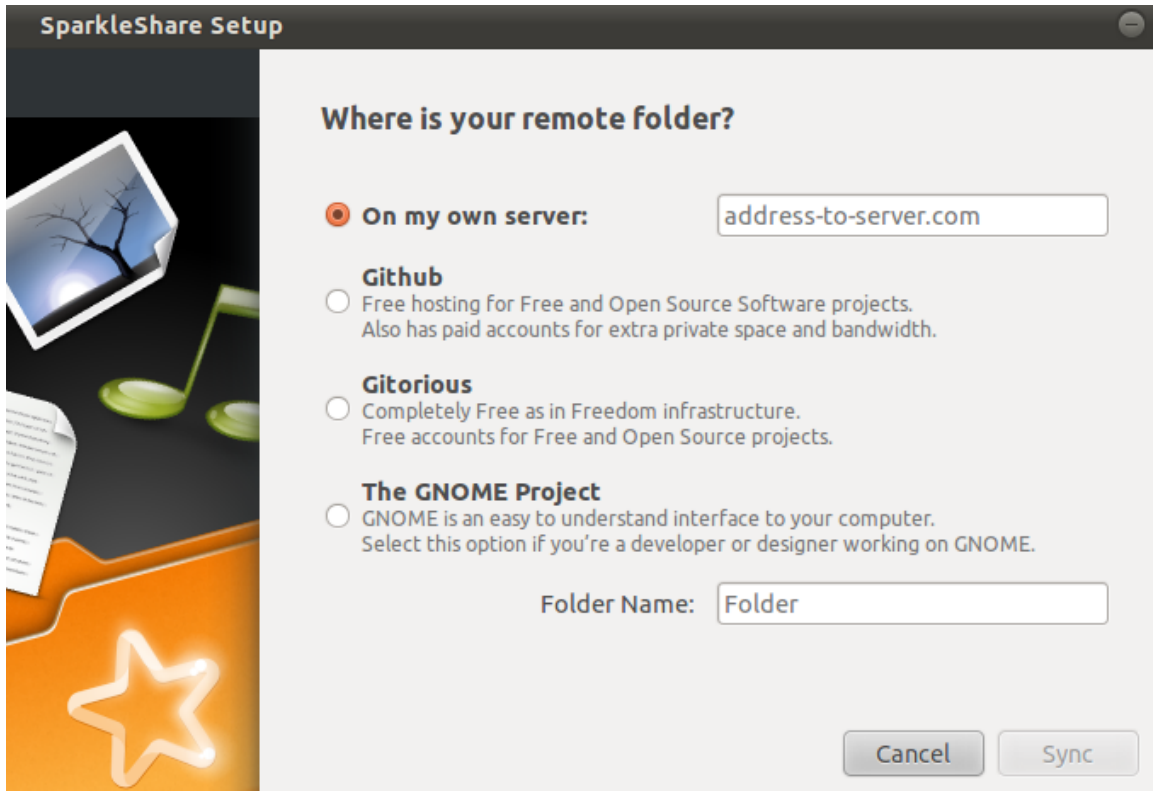 SparkleShare Setup
Where is your remote folder?
On my own server: address-to-server.com
Github
Free hosting for Free and Open Source Software projects.
Also has paid accounts for extra private space and bandwidth.
Gitorious
Completely Free as in Freedom infrastructure.
Free accounts for Free and Open Source projects.
The GNOME Project
GNOME is an easy to understand interface to your computer.
Select this option if you’re a developer or designer working on GNOME.
Folder Name: Folder
Cancel Sync